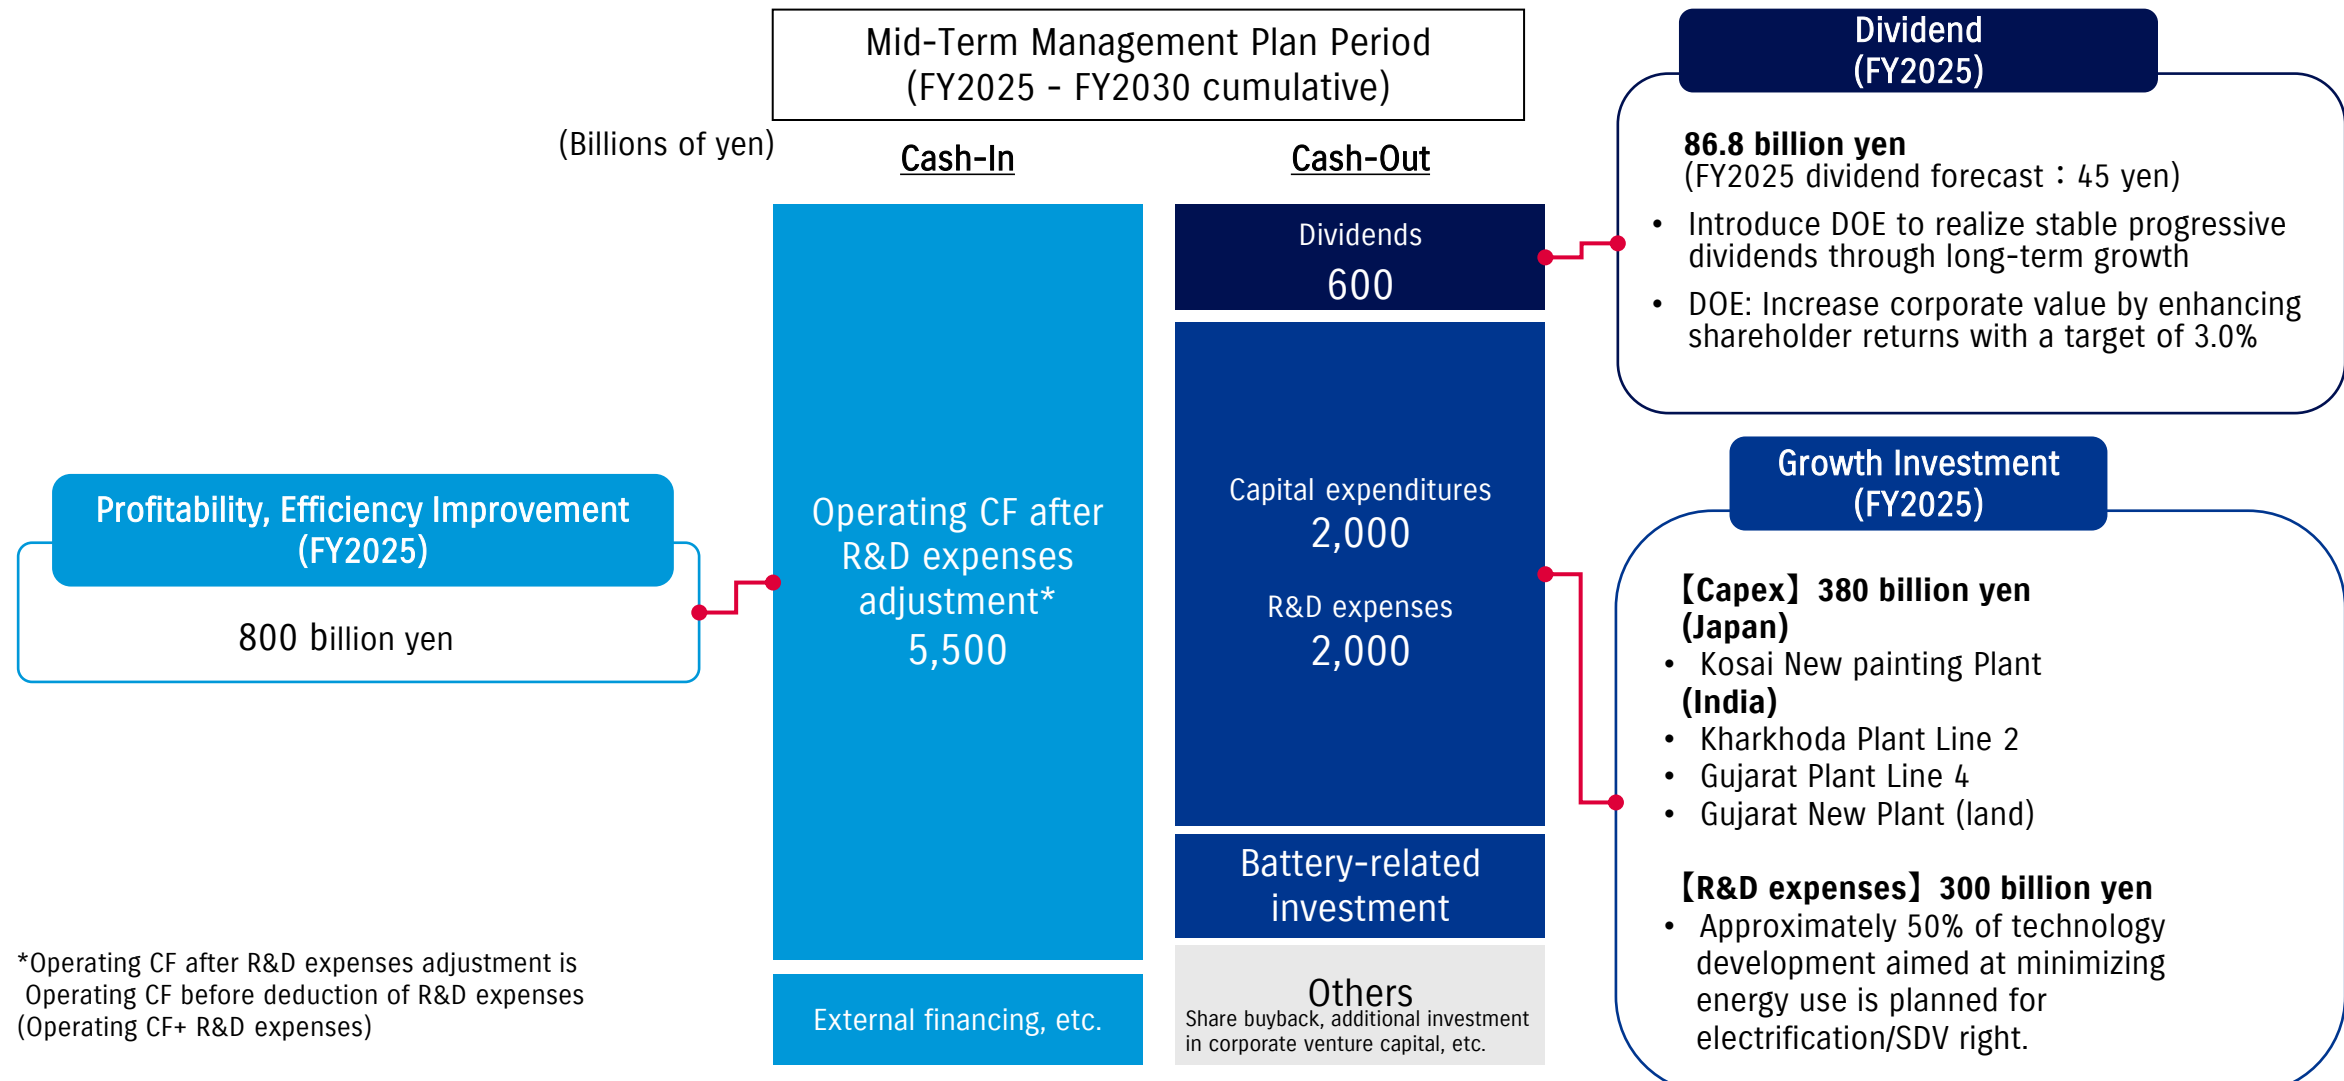 Mid-Term Management Plan Period
(FY2025 - FY2030 cumulative)
(Billions of yen)
Cash-In
Cash-Out
Profitability, Efficiency Improvement
(FY2025)
800 billion yen
Operating CF after
R&D expenses
adjustment*
5,500
External financing, etc.
Dividends
600
Capital expenditures
2,000
R&D expenses
2,000
Battery-related
investment
Others
Share buyback, additional investment
in corporate venture capital, etc.
Dividend
(FY2025)
86.8 billion yen
(FY2025 dividend forecast：45 yen)
• Introduce DOE to realize stable progressive
dividends through long-term growth
• DOE: Increase corporate value by enhancing
shareholder returns with a target of 3.0%
Growth Investment
(FY2025)
【Capex】380 billion yen
(Japan)
• Kosai New painting Plant
(India)
• Kharkhoda Plant Line 2
• Gujarat Plant Line 4
• Gujarat New Plant (land)
【R&D expenses】300 billion yen
• Approximately 50% of technology
development aimed at minimizing
energy use is planned for
electrification/SDV right.
*Operating CF after R&D expenses adjustment is
Operating CF before deduction of R&D expenses
(Operating CF+ R&D expenses)